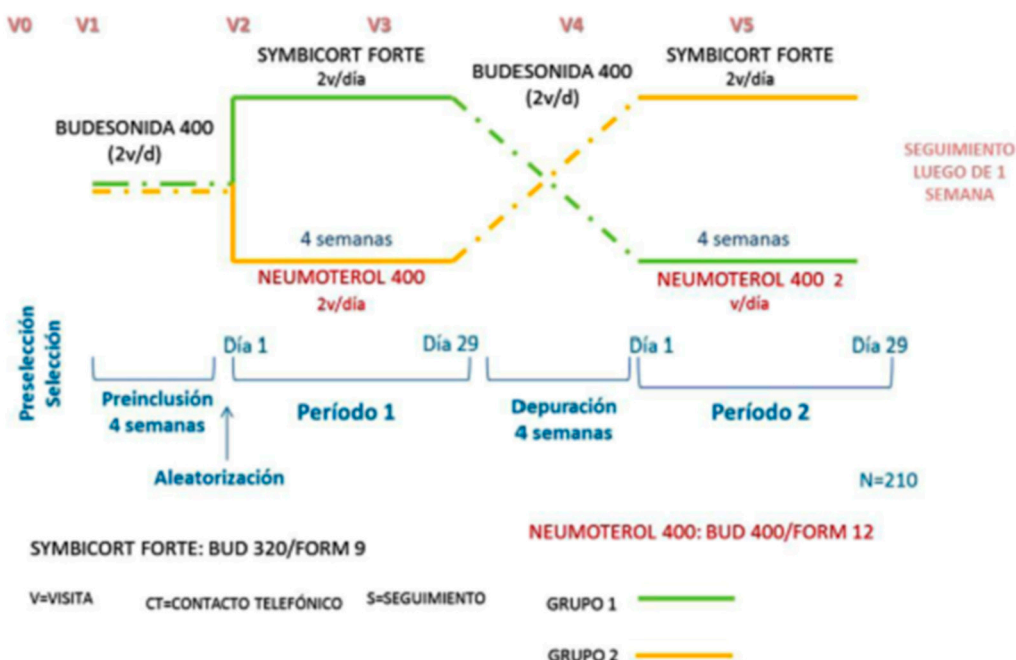 V0 V1 V2 V3 V4 V5
SYMBICORT FORTE
2v/día
BUDESONIDA 400
(2v/d)
SYMBICORT FORTE
2v/día
BUDESONIDA 400
(2v/d)
SEGUIMIENTO
LUEGO DE 1
SEMANA
4 semanas
NEUMOTEROL 400
2v/día
4 semanas
NEUMOTEROL 400 2
v/día
Preselección
Selección
Día 1
Día 29
Día 1
Día 29
Preinclusión
4 semanas
Período 1
Depuración
4 semanas
Período 2
Aleatorización
N=210
SYMBICORT FORTE: BUD 320/FORM 9
NEUMOTEROL 400: BUD 400/FORM 12
V=VISITA
CT=CONTACTO TELEFÓNICO
S=SEGUIMIENTO
GRUPO 1
GRUPO 2